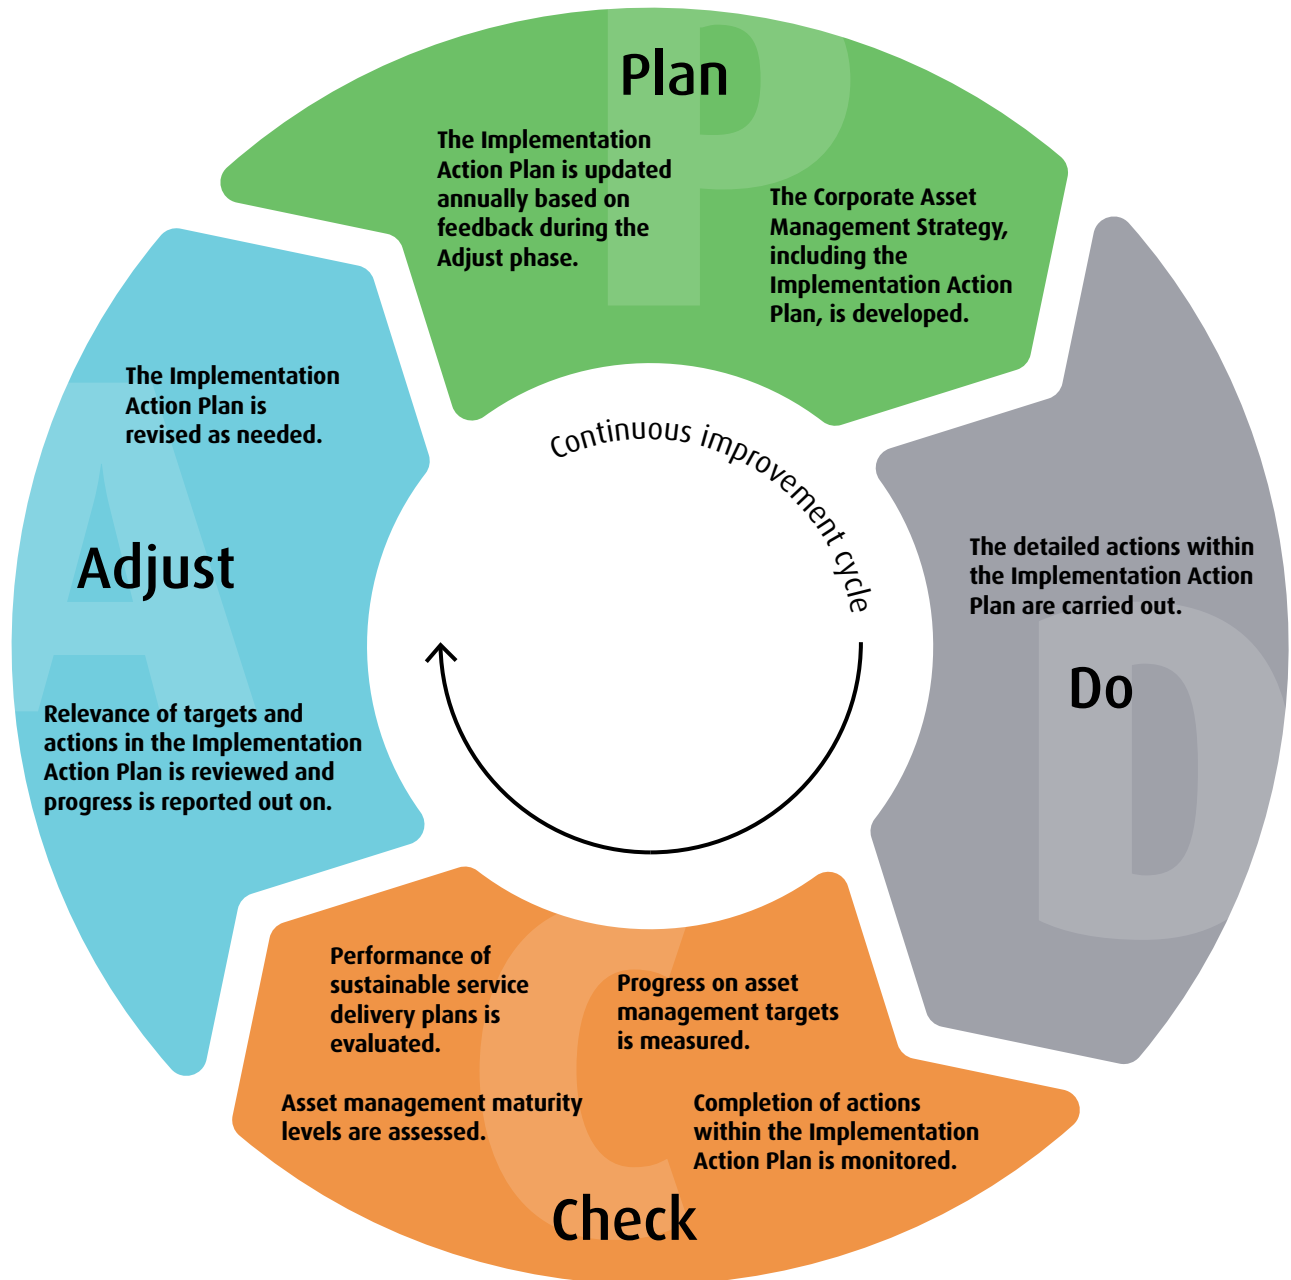 Plan
The Implementation
Action Plan is updated
annually based on
feedback during the
Adjust phase.
The Corporate Asset
Management Strategy,
including the
Implementation Action
Plan, is developed.
P
Continuous improvement cycle
The detailed actions within
the Implementation Action
Plan are carried out.
Do
D
Progress on asset
management targets
is measured.
Completion of actions
within the Implementation
Action Plan is monitored.
Performance of
sustainable service
delivery plans is
evaluated.
Asset management maturity
levels are assessed.
Check
C
Relevance of targets and
actions in the Implementation
Action Plan is reviewed and
progress is reported out on.
Adjust
A
The Implementation
Action Plan is
revised as needed.